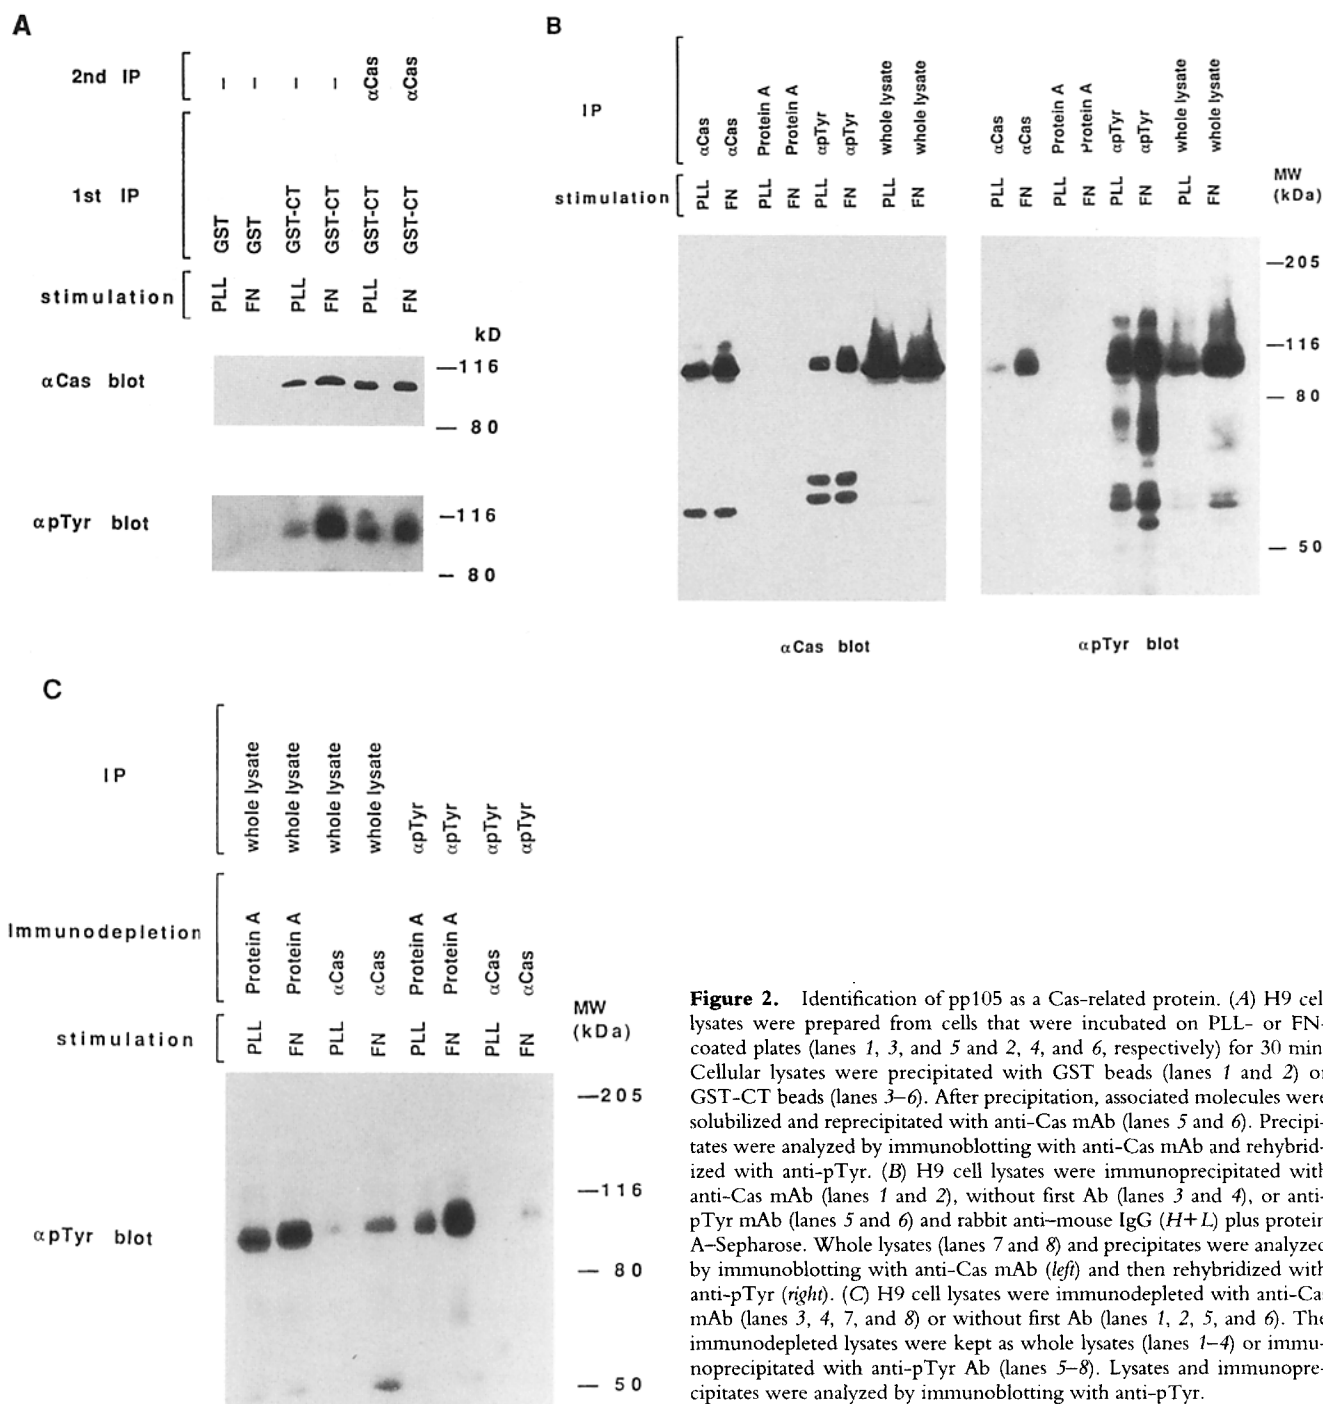 A
2nd IP
– – – – αCas αCas
1st IP
GST GST GST-CT GST-CT GST-CT GST-CT
stimulation
PLL FN PLL FN PLL FN
kD
αCas blot
—116
— 80
αpTyr blot
—116
— 80
B
IP
αCas αCas Protein A Protein A αpTyr αpTyr whole lysate whole lysate
αCas αCas Protein A Protein A αpTyr αpTyr whole lysate whole lysate
stimulation
PLL FN PLL FN PLL FN PLL FN
PLL FN PLL FN PLL FN PLL FN
MW
(kDa)
—205
—116
— 80
— 50
αCas blot
αpTyr blot
C
IP
whole lysate whole lysate whole lysate whole lysate αpTyr αpTyr αpTyr αpTyr
Immunodepletion
Protein A Protein A αCas αCas Protein A Protein A αCas αCas
stimulation
PLL FN PLL FN PLL FN PLL FN
MW
(kDa)
—205
—116
— 80
— 50
αpTyr blot
Figure 2. Identification of pp105 as a Cas-related protein. (A) H9 cel
lysates were prepared from cells that were incubated on PLL- or FN-
coated plates (lanes 1, 3, and 5 and 2, 4, and 6, respectively) for 30 min
Cellular lysates were precipitated with GST beads (lanes 1 and 2) o
GST-CT beads (lanes 3–6). After precipitation, associated molecules were
solubilized and reprecipitated with anti-Cas mAb (lanes 5 and 6). Precipi-
tates were analyzed by immunoblotting with anti-Cas mAb and rehybrid-
ized with anti-pTyr. (B) H9 cell lysates were immunoprecipitated with
anti-Cas mAb (lanes 1 and 2), without first Ab (lanes 3 and 4), or anti-
pTyr mAb (lanes 5 and 6) and rabbit anti–mouse IgG (H+L) plus protein
A–Sepharose. Whole lysates (lanes 7 and 8) and precipitates were analyzed
by immunoblotting with anti-Cas mAb (left) and then rehybridized with
anti-pTyr (right). (C) H9 cell lysates were immunodepleted with anti-Ca
mAb (lanes 3, 4, 7, and 8) or without first Ab (lanes 1, 2, 5, and 6). The
immunodepleted lysates were kept as whole lysates (lanes 1–4) or immu-
noprecipitated with anti-pTyr Ab (lanes 5–8). Lysates and immunopre-
cipitates were analyzed by immunoblotting with anti-pTyr.